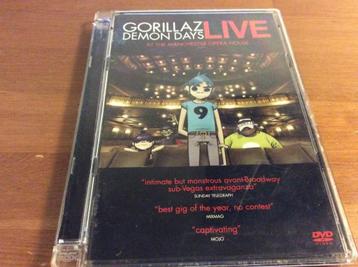 GORILLAZ
DEMON DAYS LIVE
AT THE MANCHESTER OPERA HOUSE
9
"intimate but monstrous avant-Broadway
sub-Vegas extravaganza"
SUNDAY TELEGRAPH
"best gig of the year, no contest"
MIXMAG
"captivating"
MOJO
DVD
VIDEO